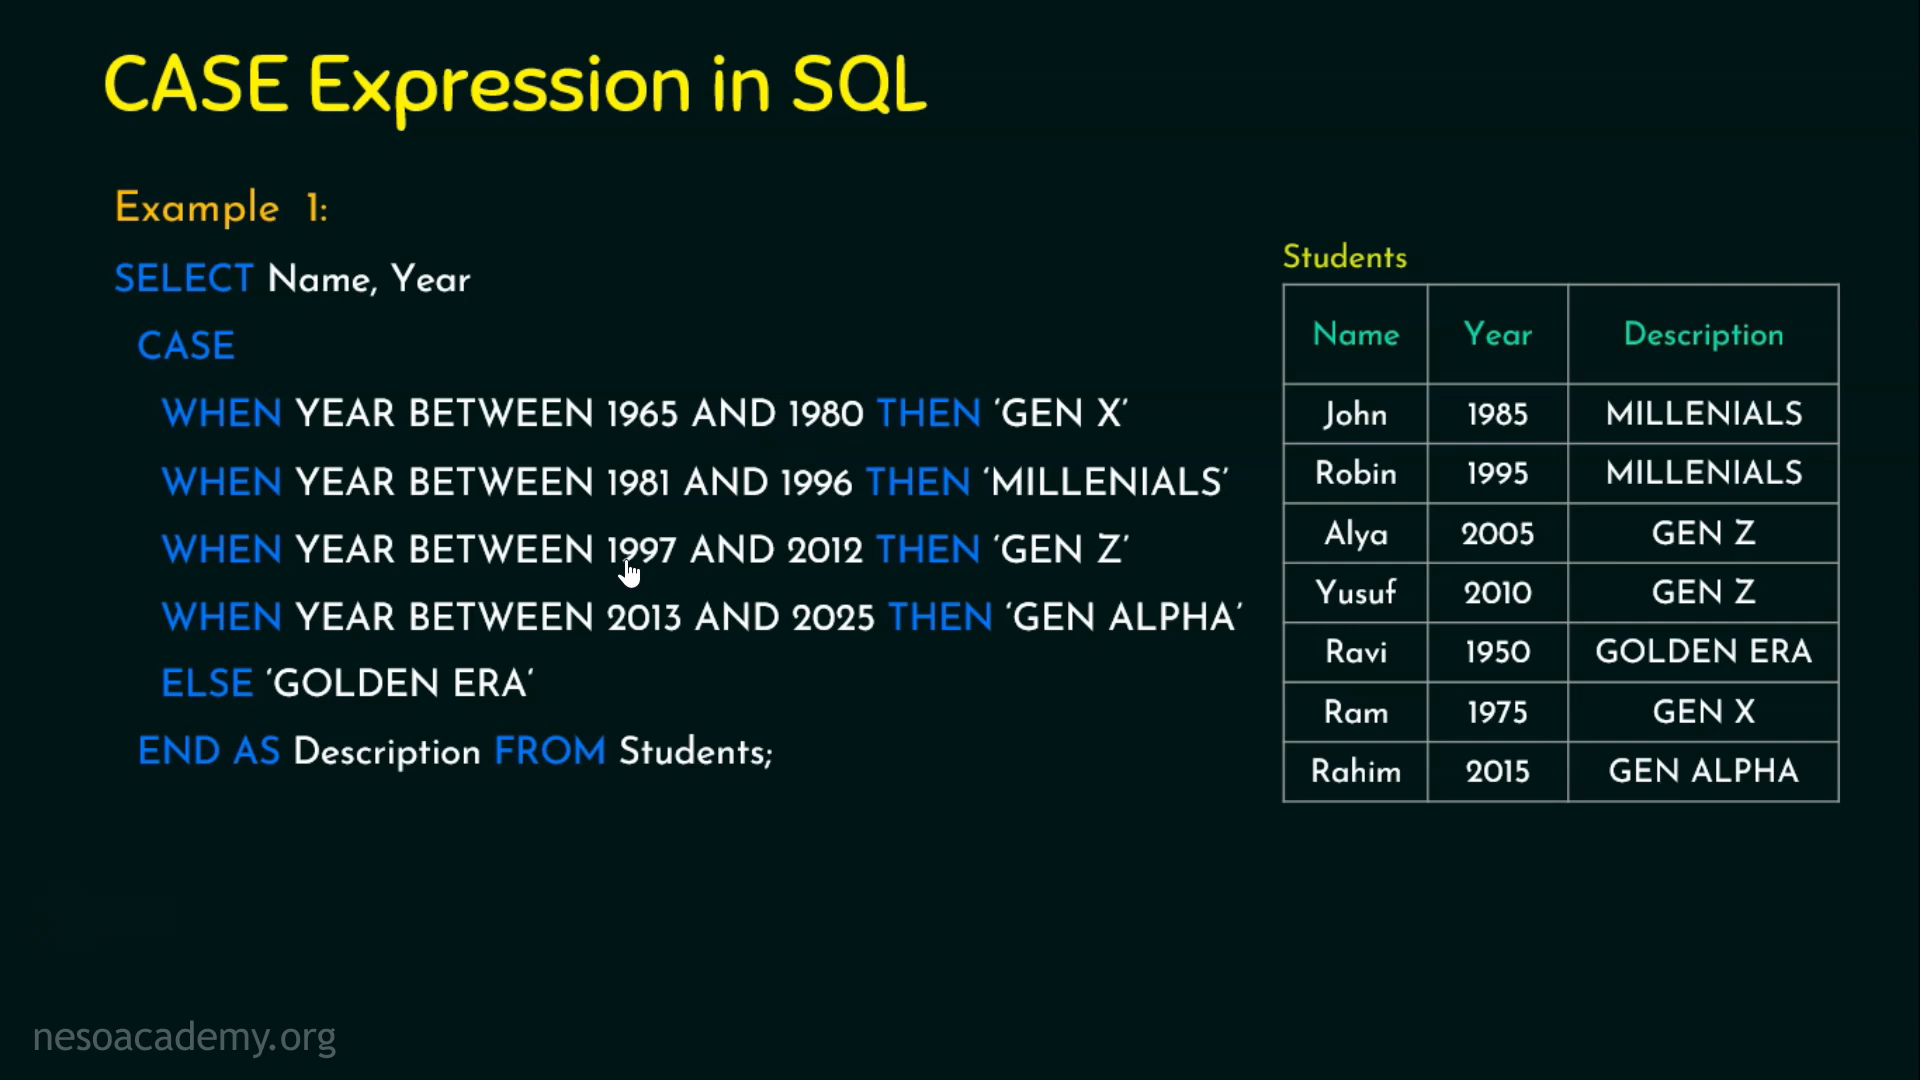 CASE Expression in SQL
Example 1:
SELECT Name, Year
CASE
WHEN YEAR BETWEEN 1965 AND 1980 THEN ‘GEN X’
WHEN YEAR BETWEEN 1981 AND 1996 THEN ‘MILLENIALS’
WHEN YEAR BETWEEN 1997 AND 2012 THEN ‘GEN Z’
WHEN YEAR BETWEEN 2013 AND 2025 THEN ‘GEN ALPHA’
ELSE ‘GOLDEN ERA‘
END AS Description FROM Students;
Students
Name Year Description
John 1985 MILLENIALS
Robin 1995 MILLENIALS
Alya 2005 GEN Z
Yusuf 2010 GEN Z
Ravi 1950 GOLDEN ERA
Ram 1975 GEN X
Rahim 2015 GEN ALPHA
nesoacademy.org